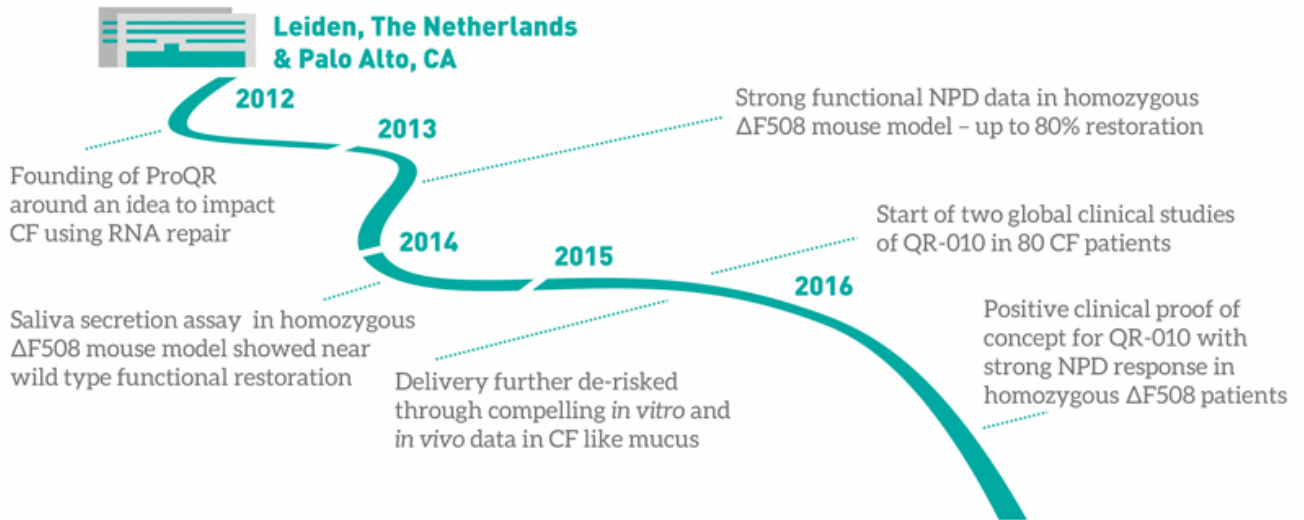 Leiden, The Netherlands
& Palo Alto, CA
2012
Founding of ProQR
around an idea to impact
CF using RNA repair
2013
Strong functional NPD data in homozygous
ΔF508 mouse model – up to 80% restoration
2014
Saliva secretion assay in homozygous
ΔF508 mouse model showed near
wild type functional restoration
2015
Delivery further de-risked
through compelling in vitro and
in vivo data in CF like mucus
Start of two global clinical studies
of QR-010 in 80 CF patients
2016
Positive clinical proof of
concept for QR-010 with
strong NPD response in
homozygous ΔF508 patients